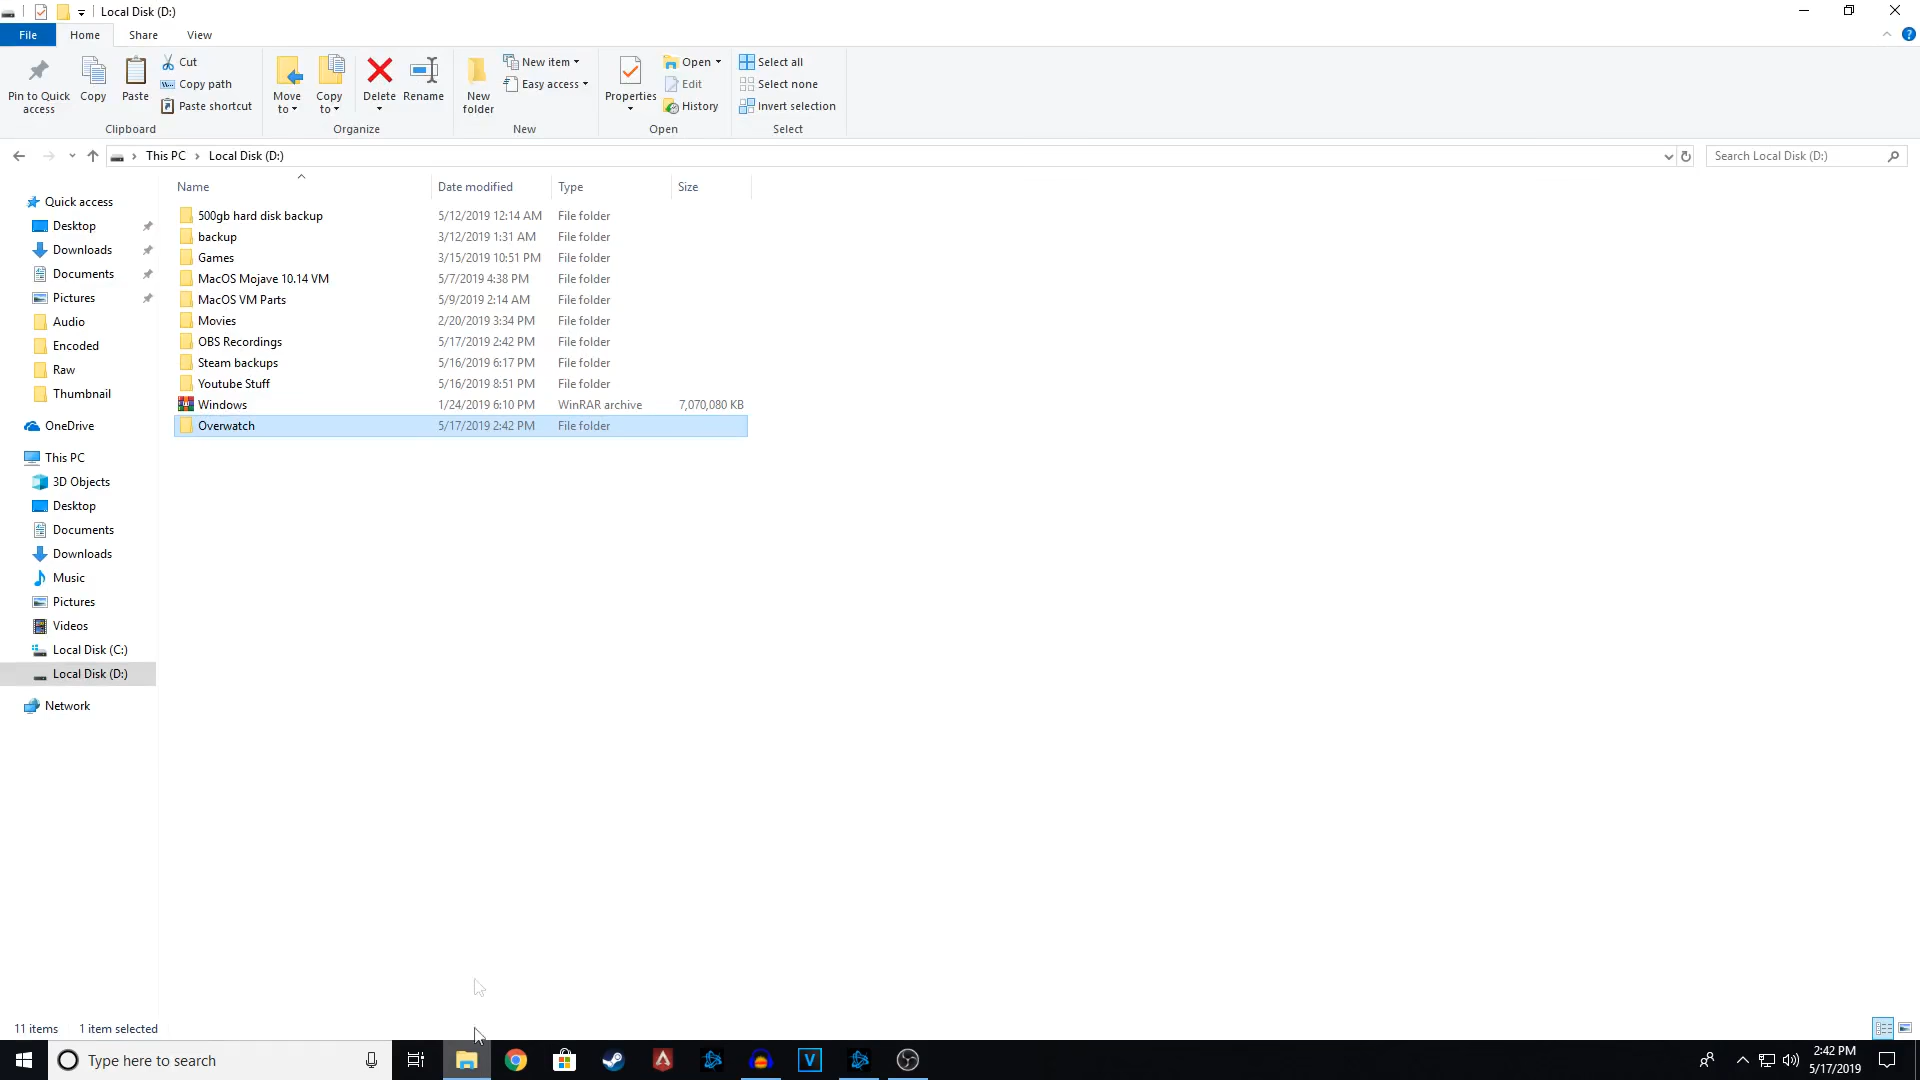 Local Disk (D:)
File Home Share View
Pin to Quick access
Copy
Paste
Cut
Copy path
Paste shortcut
Clipboard
Move to
Copy to
Delete
Rename
Organize
New folder
New item
Easy access
New
Properties
Open
Edit
History
Open
Select all
Select none
Invert selection
Select
This PC Local Disk (D:)
Search Local Disk (D:)
Quick access
Desktop
Downloads
Documents
Pictures
Audio
Encoded
Raw
Thumbnail
OneDrive
This PC
3D Objects
Desktop
Documents
Downloads
Music
Pictures
Videos
Local Disk (C:)
Local Disk (D:)
Network
Name Date modified Type Size
500gb hard disk backup 5/12/2019 12:14 AM File folder
backup 3/12/2019 1:31 AM File folder
Games 3/15/2019 10:51 PM File folder
MacOS Mojave 10.14 VM 5/7/2019 4:38 PM File folder
MacOS VM Parts 5/9/2019 2:14 AM File folder
Movies 2/20/2019 3:34 PM File folder
OBS Recordings 5/17/2019 2:42 PM File folder
Steam backups 5/16/2019 6:17 PM File folder
Youtube Stuff 5/16/2019 8:51 PM File folder
Windows 1/24/2019 6:10 PM WinRAR archive 7,070,080 KB
Overwatch 5/17/2019 2:42 PM File folder
11 items 1 item selected
Type here to search
V
2:42 PM
5/17/2019